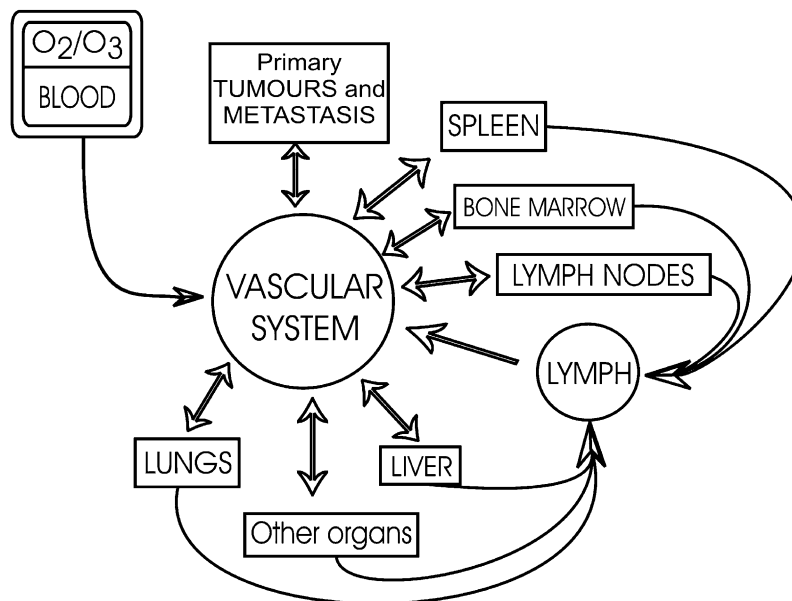 O2/O3
BLOOD
Primary
TUMOURS and
METASTASIS
SPLEEN
BONE MARROW
LYMPH NODES
VASCULAR
SYSTEM
LYMPH
LUNGS
LIVER
Other organs